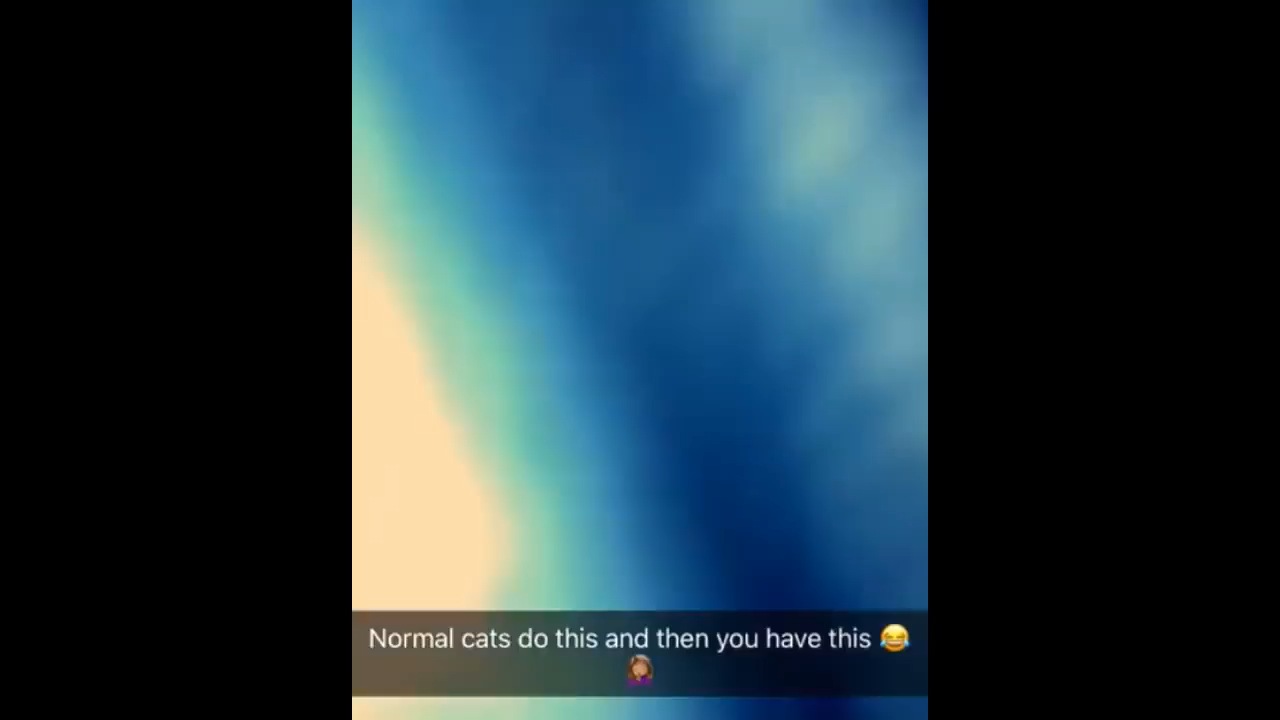 Normal cats do this and then you have this 😂
🤦🏽‍♀️